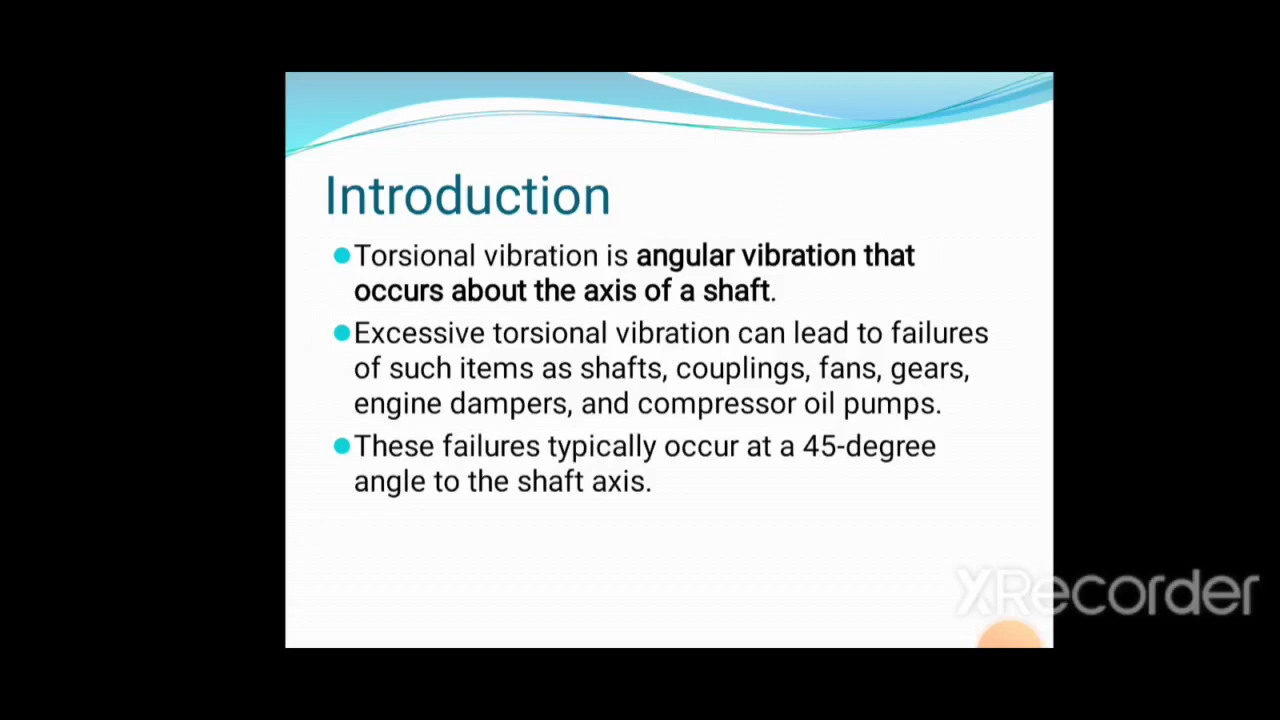 Introduction
Torsional vibration is angular vibration that
occurs about the axis of a shaft.
Excessive torsional vibration can lead to failures
of such items as shafts, couplings, fans, gears,
engine dampers, and compressor oil pumps.
These failures typically occur at a 45-degree
angle to the shaft axis.
XRecorder